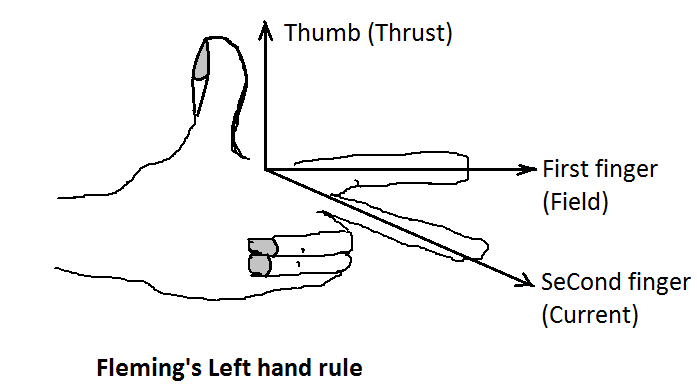 Thumb (Thrust)
First finger
(Field)
SeCond finger
(Current)
Fleming's Left hand rule